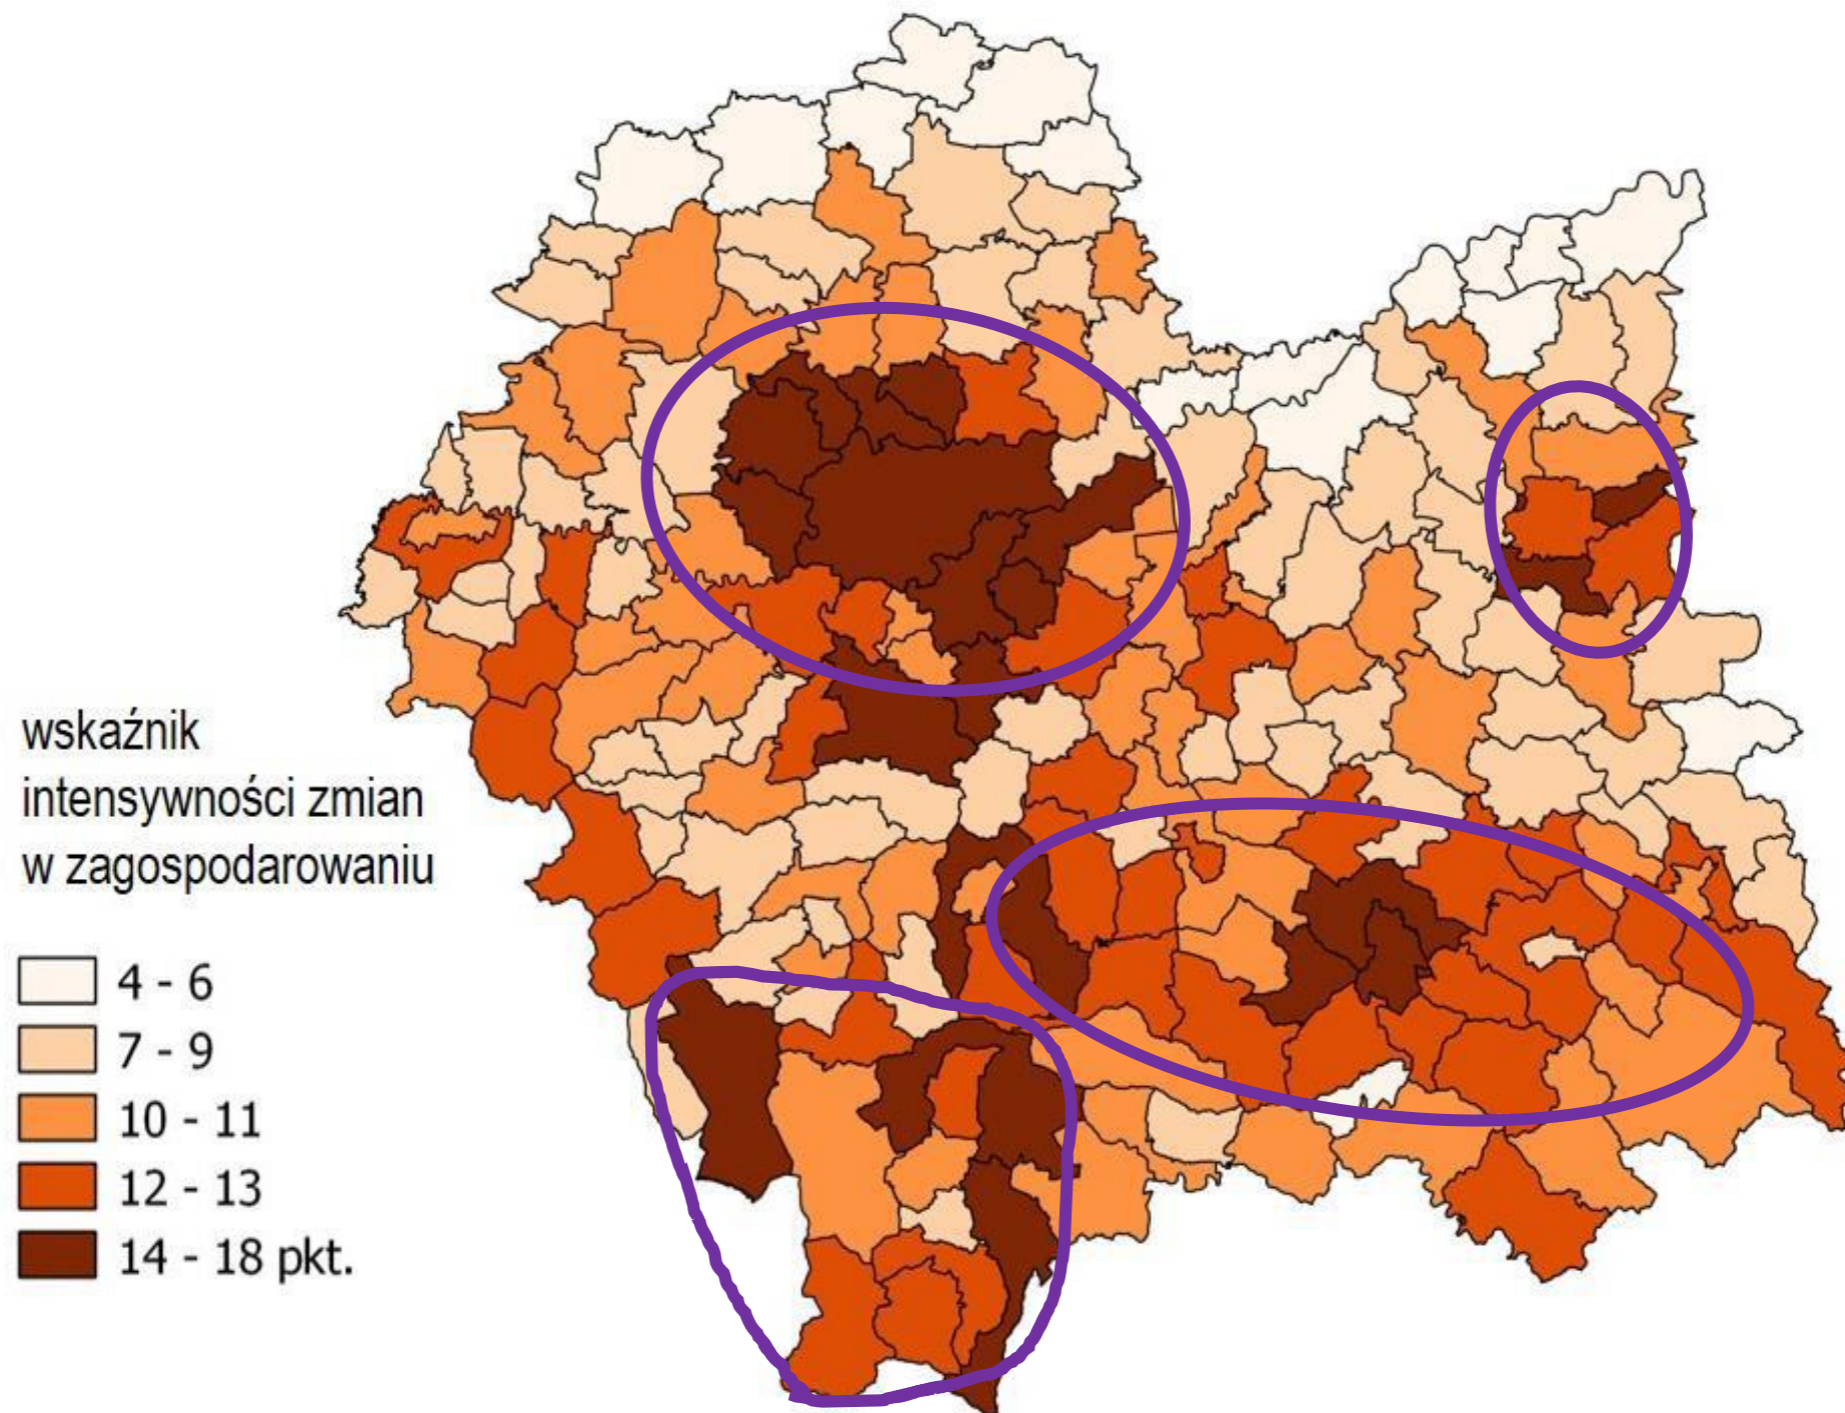 wskaźnik
intensywności zmian
w zagospodarowaniu
4 - 6
7 - 9
10 - 11
12 - 13
14 - 18 pkt.